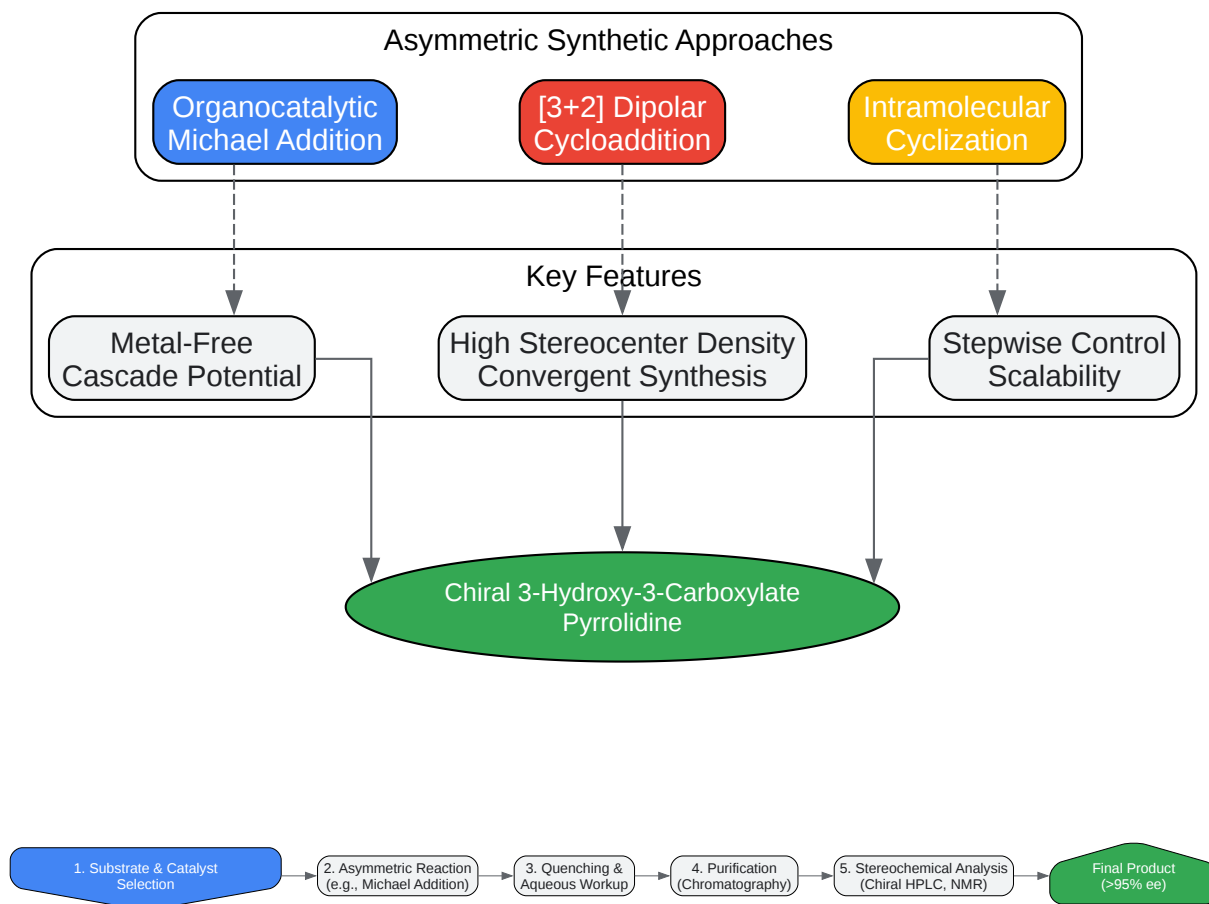 Asymmetric Synthetic Approaches
Organocatalytic
Michael Addition
[3+2] Dipolar
Cycloaddition
Intramolecular
Cyclization
Key Features
Metal-Free
Cascade Potential
High Stereocenter Density
Convergent Synthesis
Stepwise Control
Scalability
Chiral 3-Hydroxy-3-Carboxylate
Pyrrolidine
1. Substrate & Catalyst
Selection
2. Asymmetric Reaction
(e.g., Michael Addition)
3. Quenching &
Aqueous Workup
4. Purification
(Chromatography)
5. Stereochemical Analysis
(Chiral HPLC, NMR)
Final Product
(>95% ee)